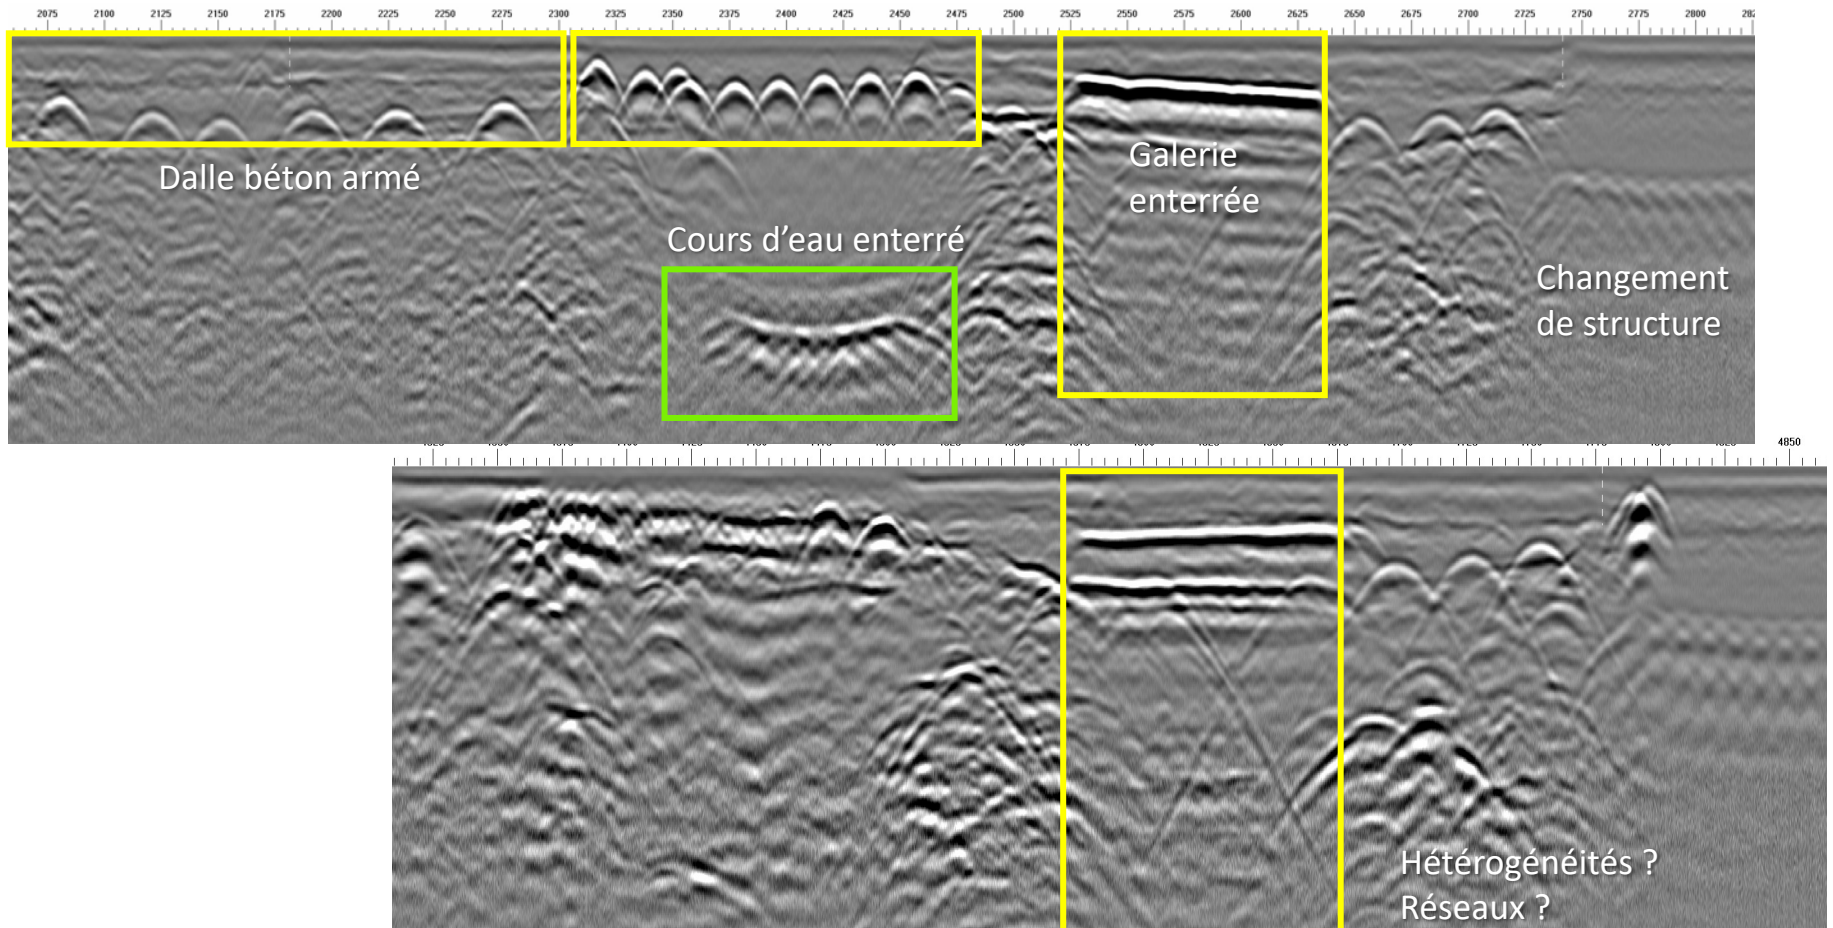 2075 2100 2125 2150 2175 2200 2225 2250 2275 2300 2325 2350 2375 2400 2425 2450 2475 2500 2525 2550 2575 2600 2625 2650 2675 2700 2725 2750 2775 2800
Dalle béton armé
Galerie
enterrée
Cours d’eau enterré
Changement
de structure
4850
Hétérogénéités ?
Réseaux ?